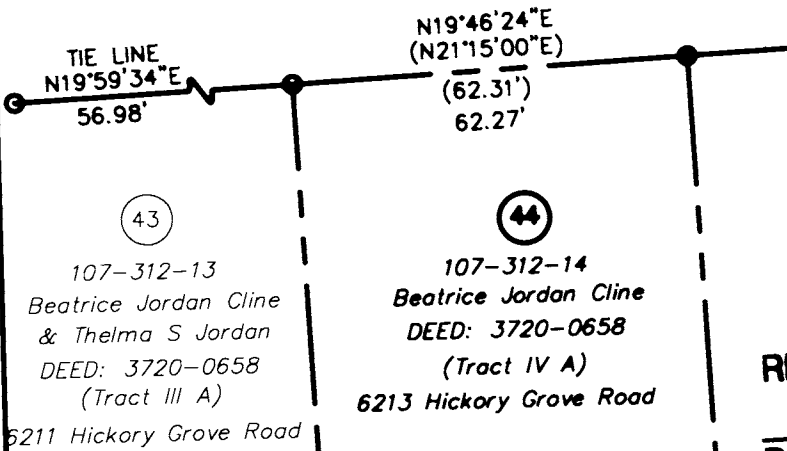 TIE LINE
N19°59'34"E
56.98'
N19°46'24"E
(N21°15'00"E)
(62.31')
62.27'
43
107-312-13
Beatrice Jordan Cline
& Thelma S Jordan
DEED: 3720-0658
(Tract III A)
6211 Hickory Grove Road
44
107-312-14
Beatrice Jordan Cline
DEED: 3720-0658
(Tract IV A)
6213 Hickory Grove Road